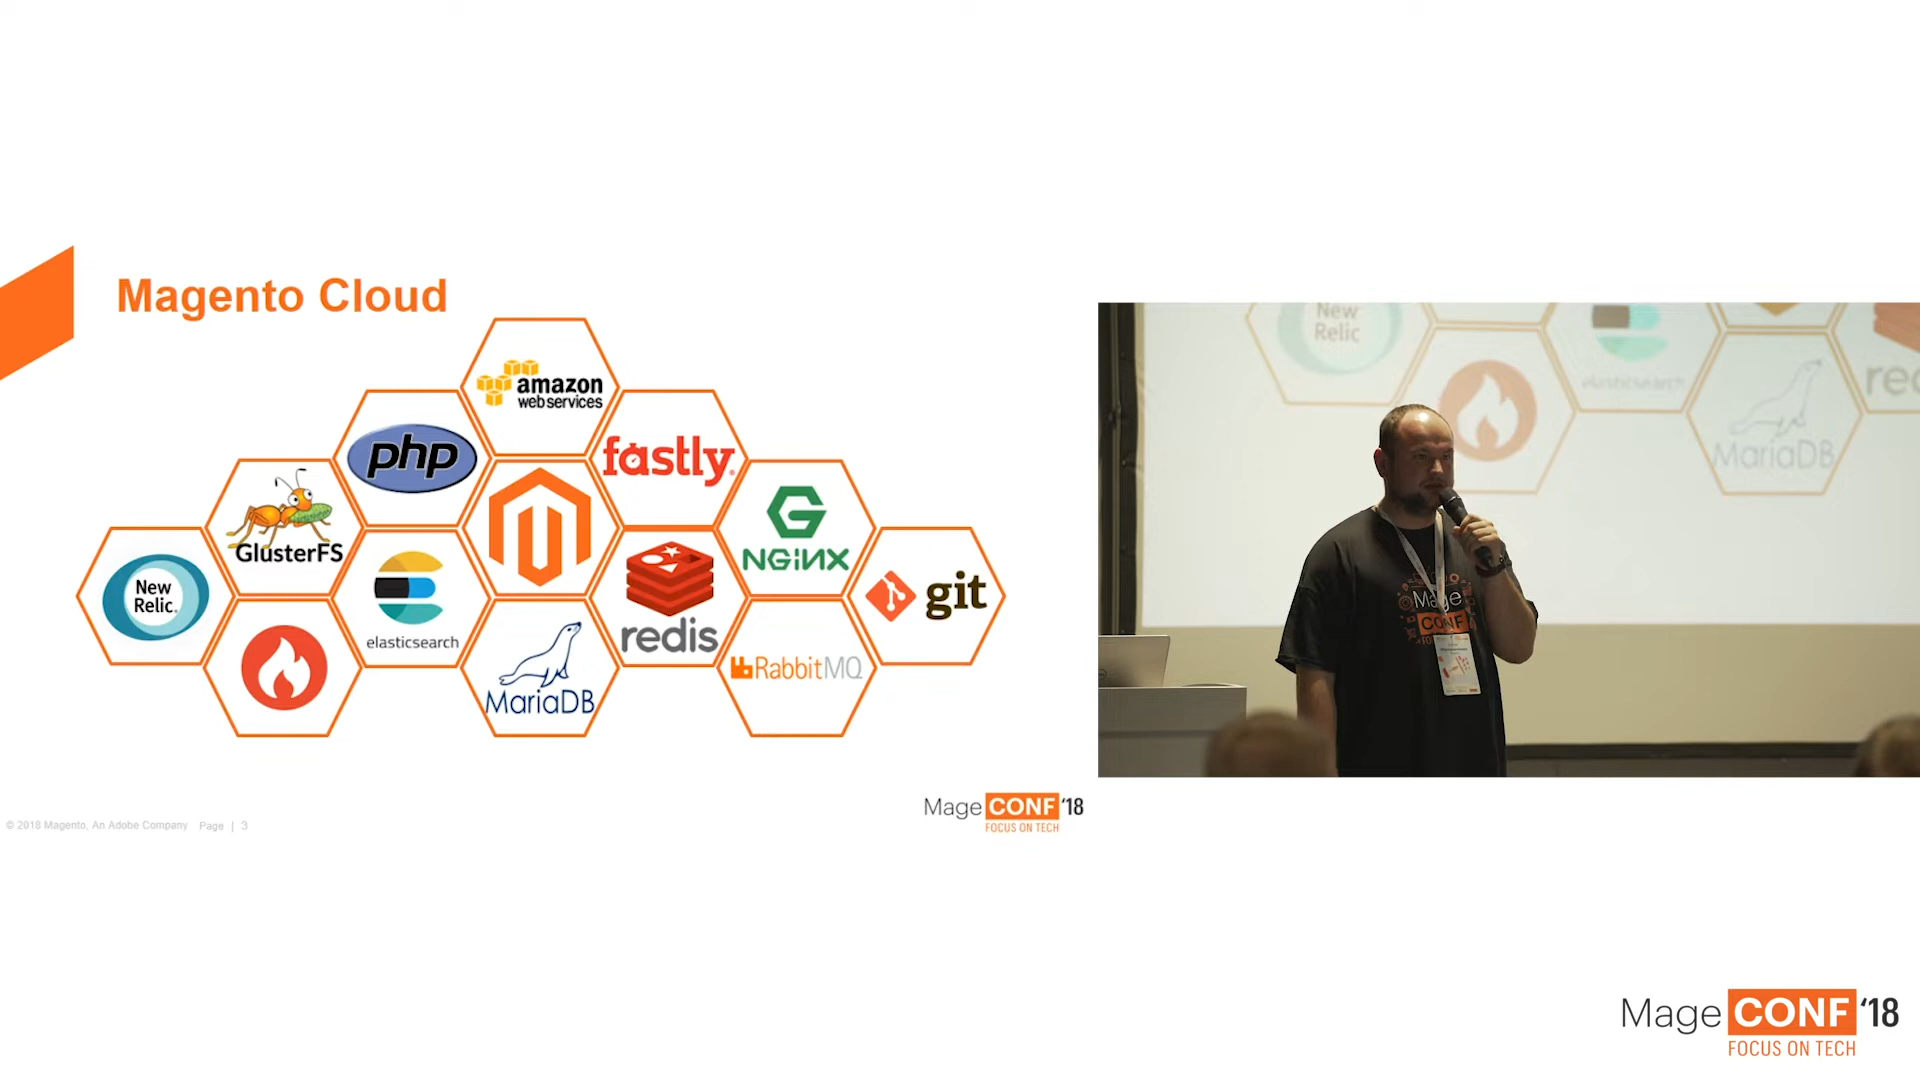 Magento Cloud
amazon
webservices
php
fastly.
GlusterFS
NGINX
New
Relic.
elasticsearch
redis
git
MariaDB
RabbitMQ
© 2018 Magento, An Adobe Company Page | 3
Mage CONF '18
FOCUS ON TECH
New
Relic
elasticsearch
MariaDB
red
Mage
CONF
Mage CONF '18
FOCUS ON TECH